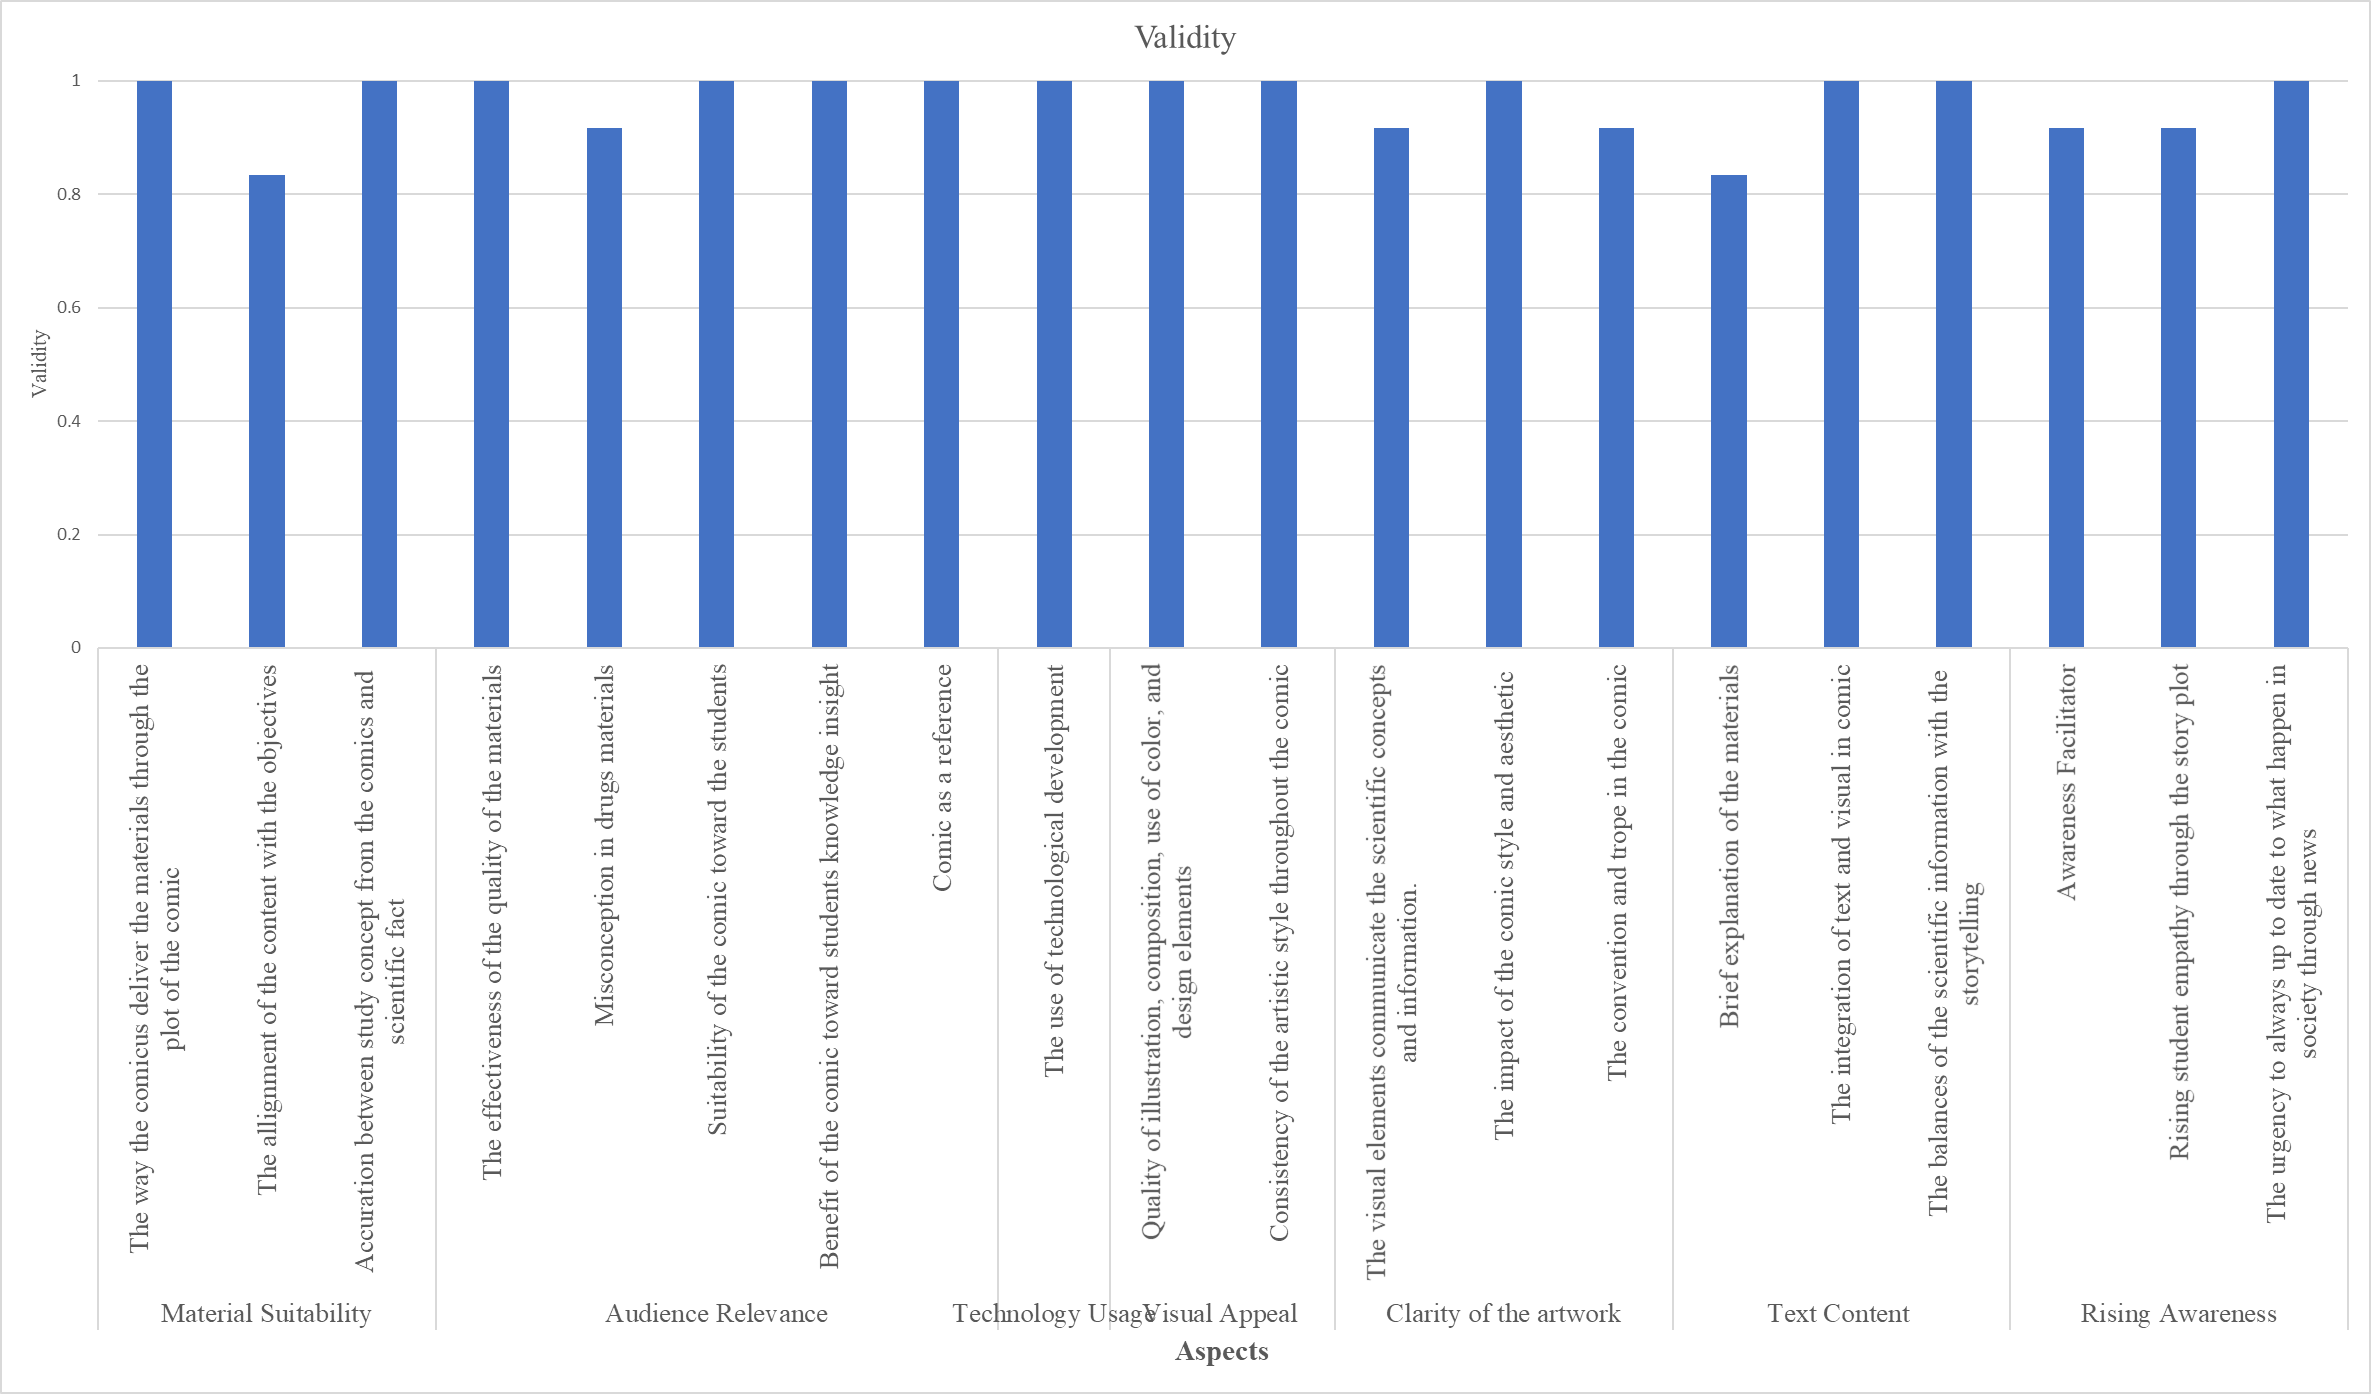 Validity
1
0.8
0.6
0.4
0.2
0
Validity
The way the comicus deliver the materials through the
plot of the comic
The allignment of the content with the objectives
Accuration between study concept from the comics and
scientific fact
The effectiveness of the quality of the materials
Misconception in drugs materials
Suitability of the comic toward the students
Benefit of the comic toward students knowledge insight
Comic as a reference
The use of technological development
Quality of illustration, composition, use of color, and
design elements
Consistency of the artistic style throughout the comic
The visual elements communicate the scientific concepts
and information.
The impact of the comic style and aesthetic
The convention and trope in the comic
Brief explanation of the materials
The integration of text and visual in comic
The balances of the scientific information with the
storytelling
Awareness Facilitator
Rising student empathy through the story plot
The urgency to always up to date to what happen in
society through news
Material Suitability
Audience Relevance
Technology Usage
Visual Appeal
Clarity of the artwork
Text Content
Rising Awareness
Aspects